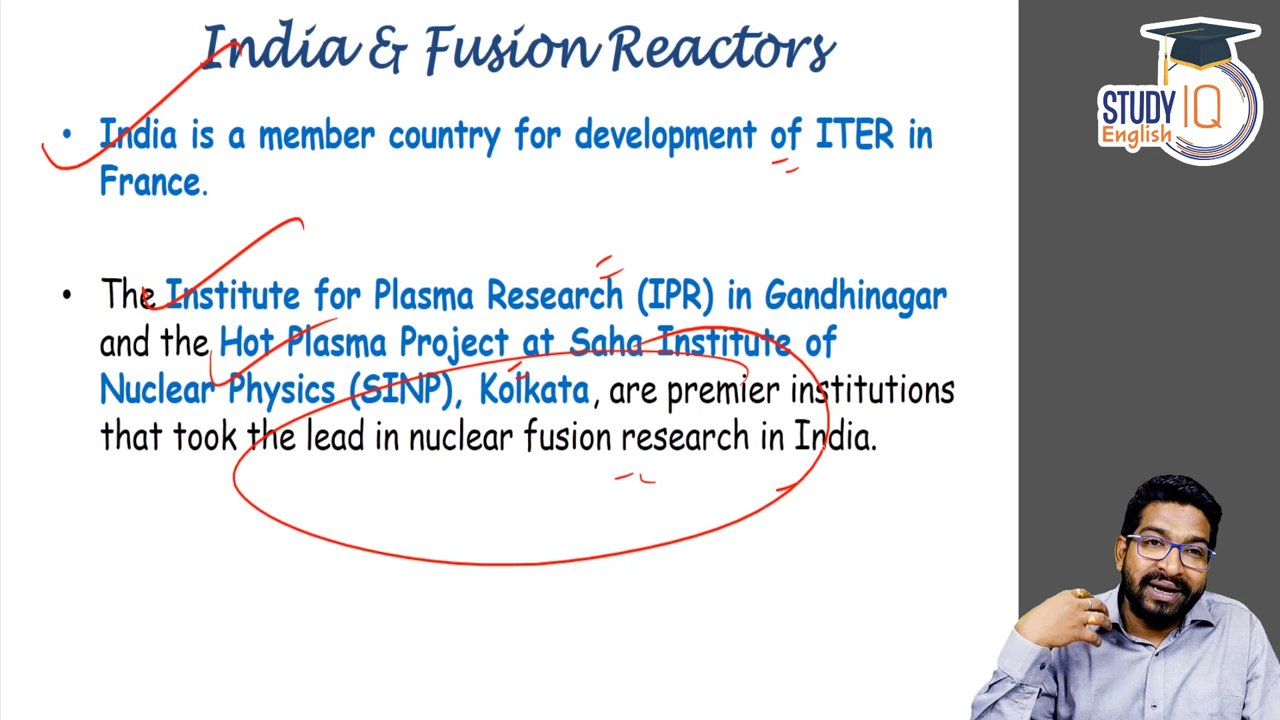 India & Fusion Reactors
• India is a member country for development of ITER in
France.
• The Institute for Plasma Research (IPR) in Gandhinagar
and the Hot Plasma Project at Saha Institute of
Nuclear Physics (SINP), Kolkata, are premier institutions
that took the lead in nuclear fusion research in India.
STUDY IQ
English